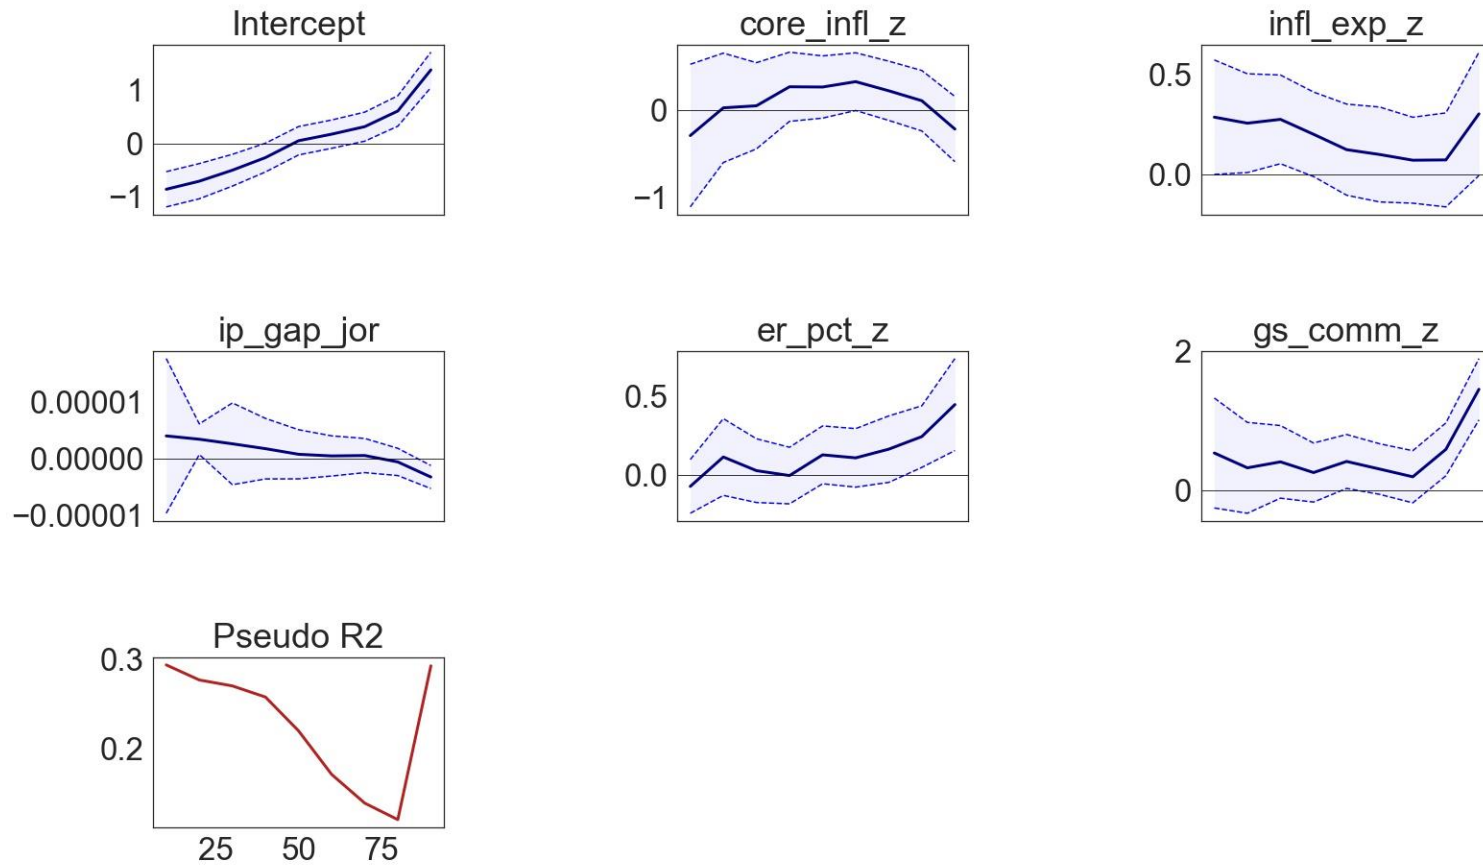 Intercept
1
0
−1
core_infl_z
0
−1
infl_exp_z
0.5
0.0
ip_gap_jor
0.00001
0.00000
−0.00001
er_pct_z
0.5
0.0
gs_comm_z
2
0
Pseudo R2
0.3
0.2
25 50 75